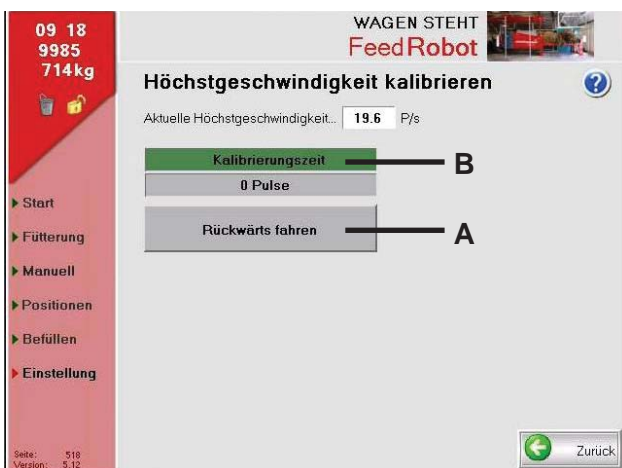 09 18
9985
714kg
WAGEN STEHT
FeedRobot
Höchstgeschwindigkeit kalibrieren
?
Aktuelle Höchstgeschwindigkeit... 19.6 P/s
Kalibrierungszeit B
0 Pulse
Rückwärts fahren A
Start
Fütterung
Manuell
Positionen
Befüllen
Einstellung
Seite: 518
Version: 5.12
Zurück